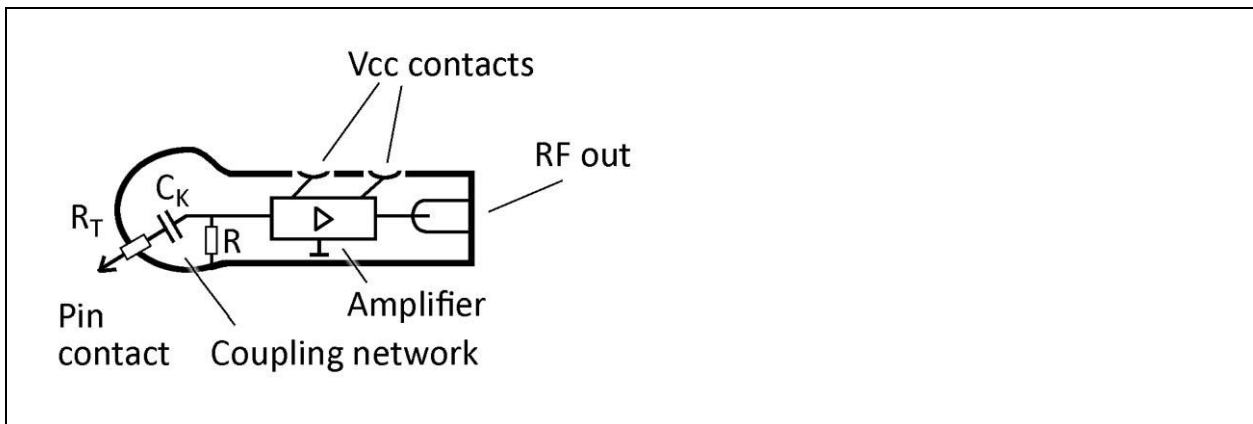 Vcc contacts
RF out
C_K
R_T
R
Amplifier
Pin
contact
Coupling network